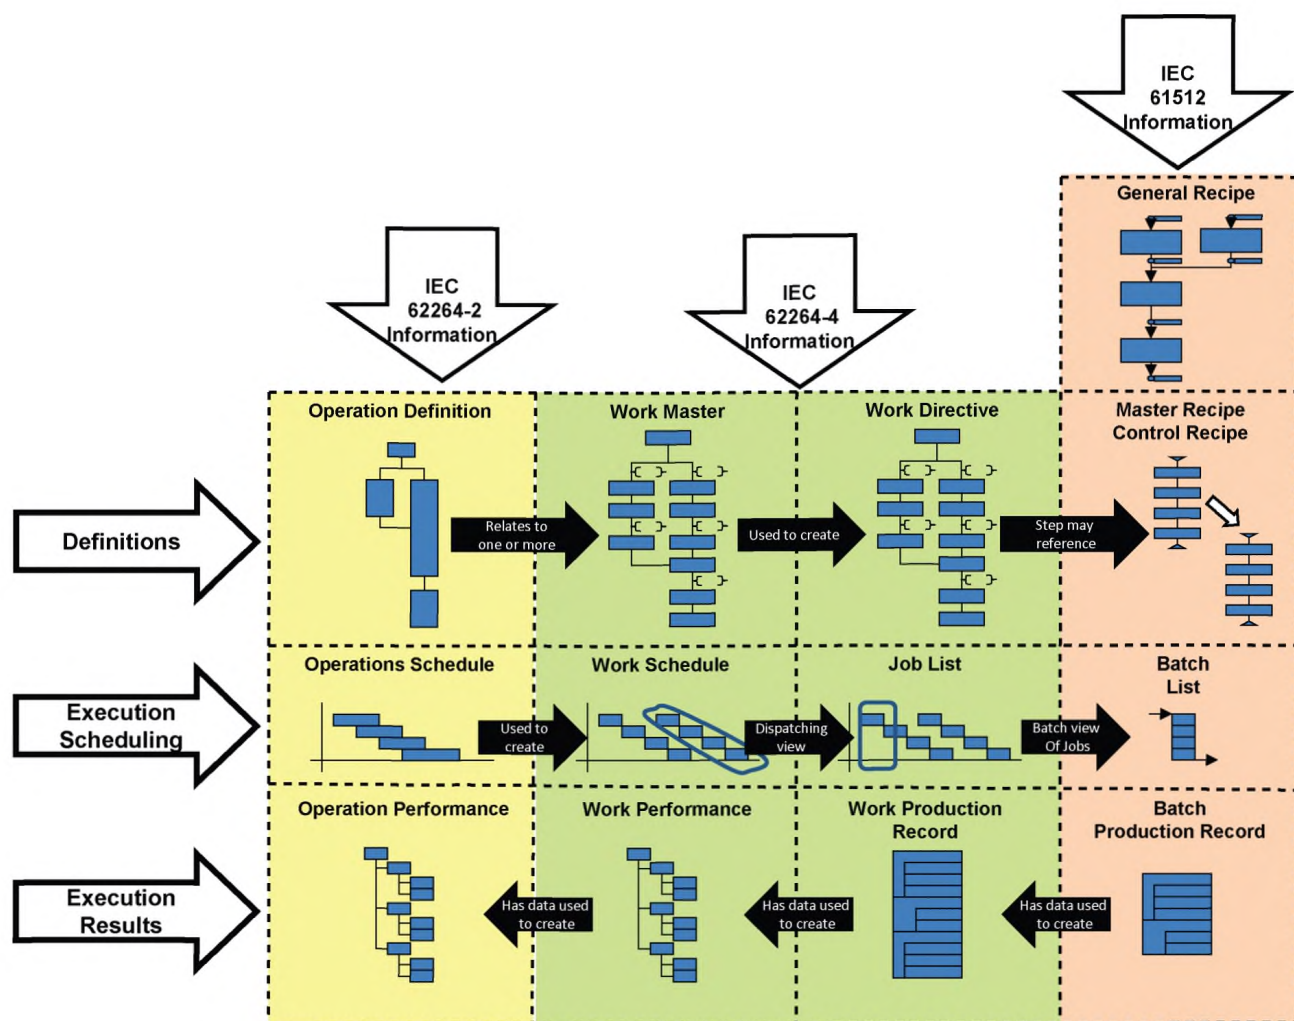 IEC
61512
Information
General Recipe
IEC
62264-2
Information
IEC
62264-4
Information
Operation Definition
Work Master
Work Directive
Master Recipe
Control Recipe
Definitions
Relates to
one or more
Used to create
Step may
reference
Operations Schedule
Work Schedule
Job List
Batch
List
Execution
Scheduling
Used to
create
Dispatching
view
Batch view
Of Jobs
Operation Performance
Work Performance
Work Production
Record
Batch
Production Record
Execution
Results
Has data used
to create
Has data used
to create
Has data used
to create